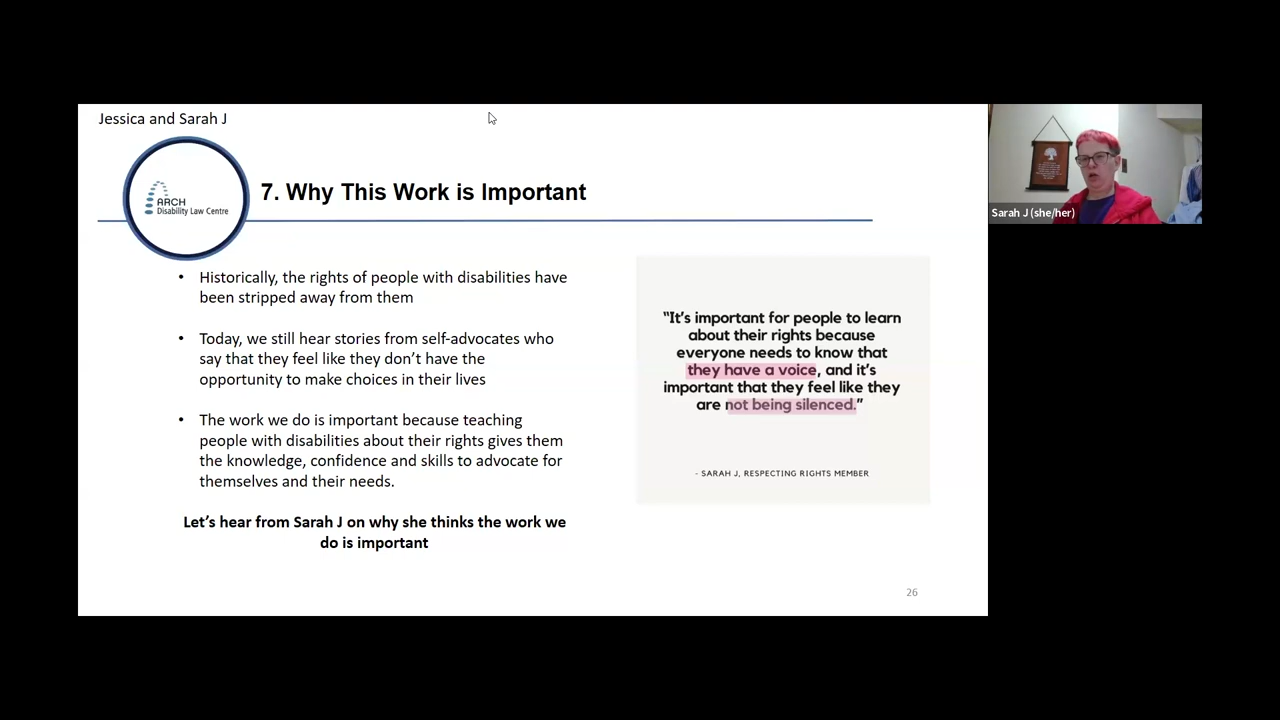 Jessica and Sarah J
ARCH
Disability Law Centre
7. Why This Work is Important
• Historically, the rights of people with disabilities have
been stripped away from them
• Today, we still hear stories from self-advocates who
say that they feel like they don’t have the
opportunity to make choices in their lives
• The work we do is important because teaching
people with disabilities about their rights gives them
the knowledge, confidence and skills to advocate for
themselves and their needs.
Let’s hear from Sarah J on why she thinks the work we
do is important
“It’s important for people to learn
about their rights because
everyone needs to know that
they have a voice, and it’s
important that they feel like they
are not being silenced.”
- SARAH J, RESPECTING RIGHTS MEMBER
26
Sarah J (she/her)